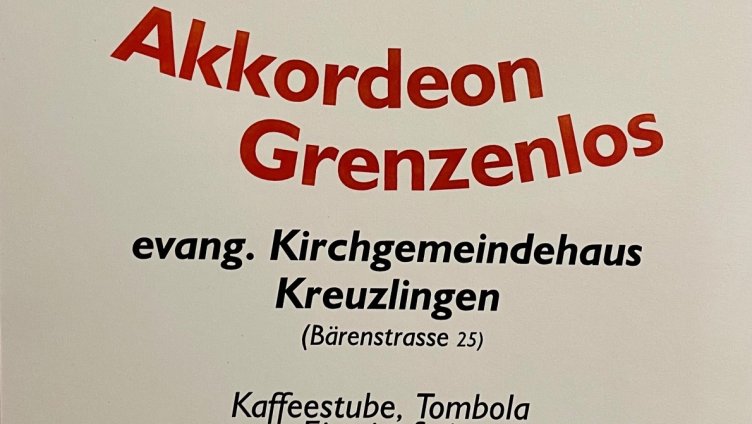 Akkordeon
Grenzenlos
evang. Kirchgemeindehaus
Kreuzlingen
(Bärenstrasse 25)
Kaffeestube, Tombola